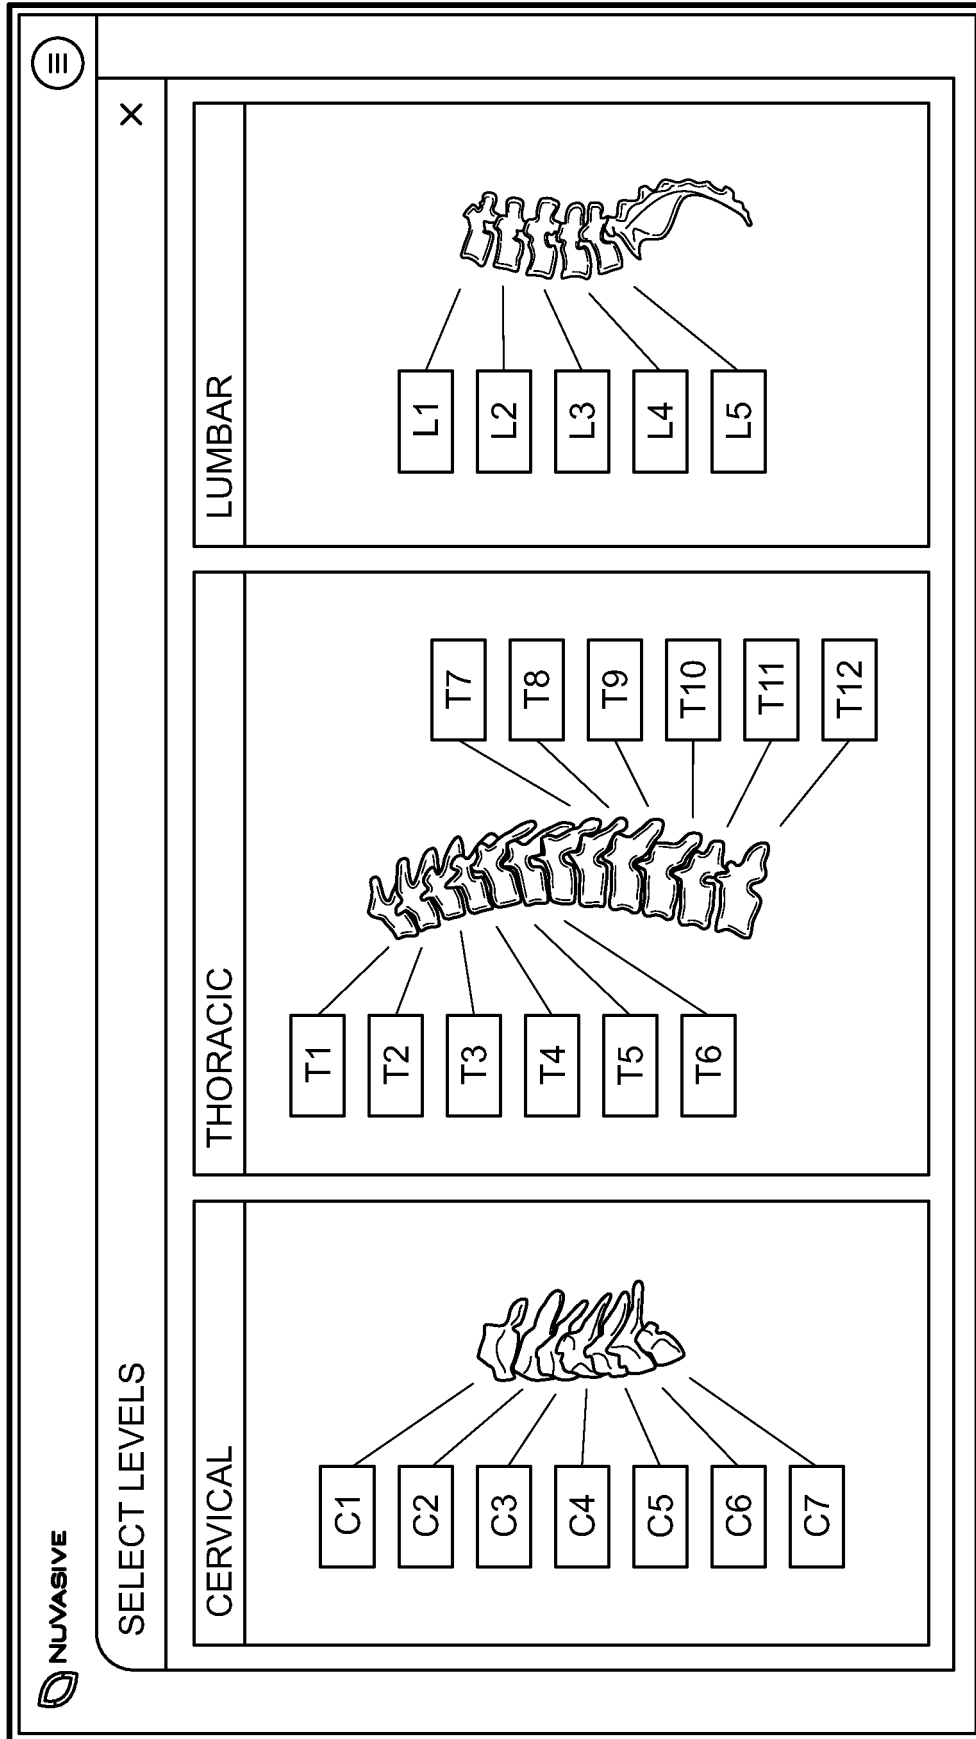 NUVASIVE
SELECT LEVELS
X
CERVICAL
C1
C2
C3
C4
C5
C6
C7
THORACIC
T1
T2
T3
T4
T5
T6
T7
T8
T9
T10
T11
T12
LUMBAR
L1
L2
L3
L4
L5